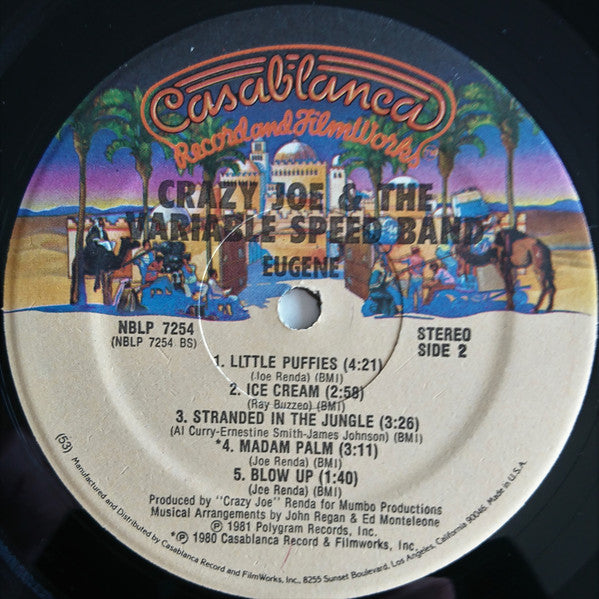 Casablanca
Record and FilmWorks
CRAZY JOE & THE
VARIABLE SPEED BAND
EUGENE
NBLP 7254
(NBLP 7254 BS)
STEREO
SIDE 2
1. LITTLE PUFFIES (4:21)
(Joe Renda) (BMI)
2. ICE CREAM (2:58)
(Ray Buzzeo) (BMI)
3. STRANDED IN THE JUNGLE (3:26)
(Al Curry-Ernestine Smith-James Johnson) (BMI)
*4. MADAM PALM (3:11)
(Joe Renda) (BMI)
5. BLOW UP (1:40)
(Joe Renda) (BMI)
Produced by "Crazy Joe" Renda for Mumbo Productions
Musical Arrangements by John Regan & Ed Monteleone
℗ 1981 Polygram Records, Inc.
*℗ 1980 Casablanca Record & Filmworks, Inc.
(53)
Manufactured and Distributed by Casablanca Record and FilmWorks, Inc., 8255 Sunset Boulevard, Los Angeles, California 90046. Made in U.S.A.